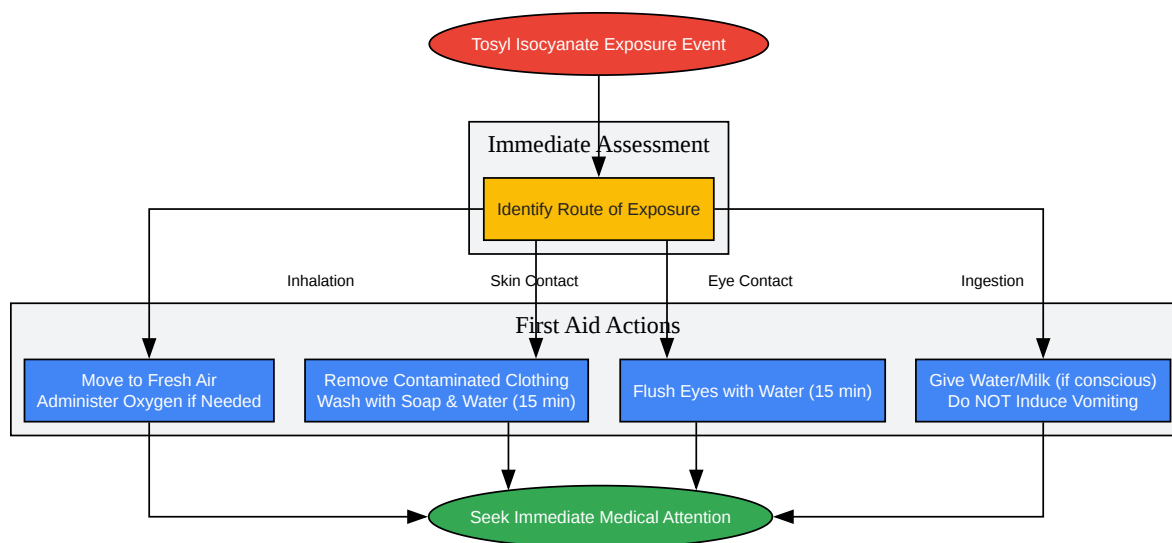 Tosyl Isocyanate Exposure Event
Immediate Assessment
Identify Route of Exposure
Inhalation
Skin Contact
Eye Contact
Ingestion
First Aid Actions
Move to Fresh Air
Administer Oxygen if Needed
Remove Contaminated Clothing
Wash with Soap & Water (15 min)
Flush Eyes with Water (15 min)
Give Water/Milk (if conscious)
Do NOT Induce Vomiting
Seek Immediate Medical Attention